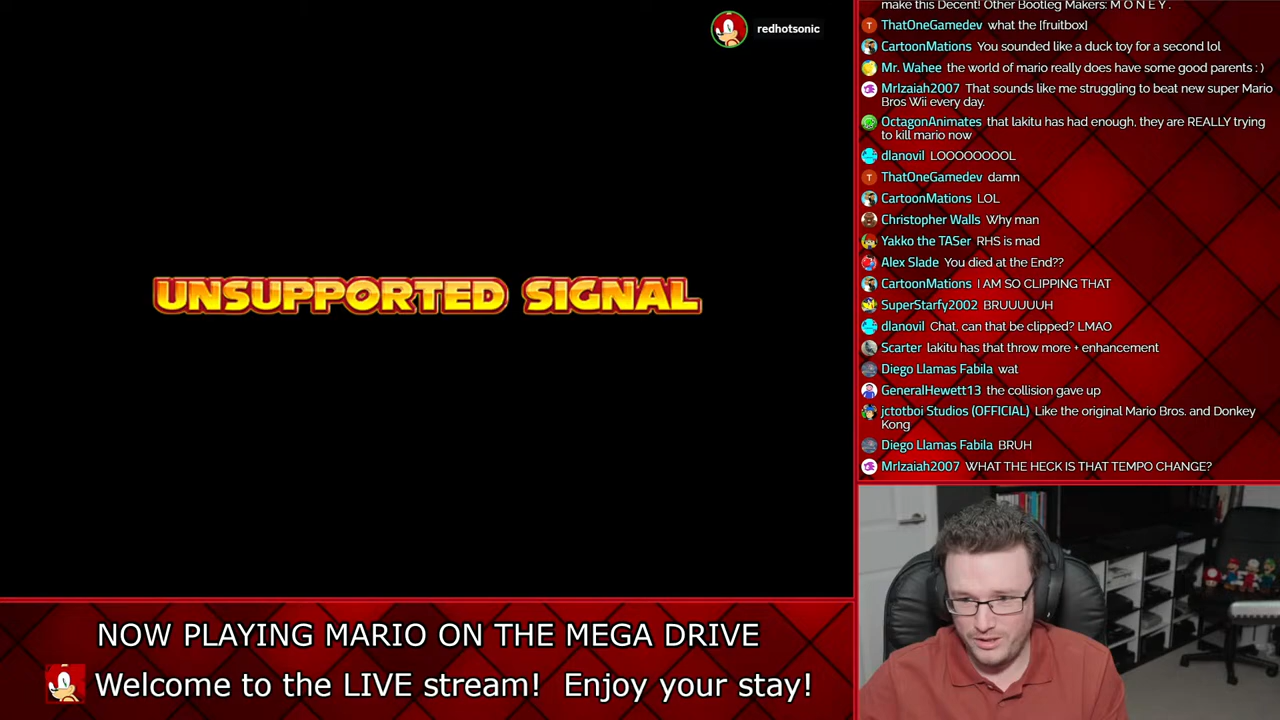 redhotsonic
UNSUPPORTED SIGNAL
make this Decent! Other Bootleg Makers: M O N E Y .
ThatOneGamedev what the [fruitbox]
CartoonMations You sounded like a duck toy for a second lol
Mr. Wahee the world of mario really does have some good parents : )
MrIzaiah2007 That sounds like me struggling to beat new super Mario
Bros Wii every day.
OctagonAnimates that lakitu has had enough, they are REALLY trying
to kill mario now
dlanovil LOOOOOOOOL
T ThatOneGamedev damn
CartoonMations LOL
Christopher Walls Why man
Yakko the TASer RHS is mad
Alex Slade You died at the End??
CartoonMations I AM SO CLIPPING THAT
SuperStarfy2002 BRUUUUUH
dlanovil Chat, can that be clipped? LMAO
Scarter lakitu has that throw more + enhancement
Diego Llamas Fabila wat
GeneralHewett13 the collision gave up
jctotboi Studios (OFFICIAL) Like the original Mario Bros. and Donkey
Kong
Diego Llamas Fabila BRUH
MrIzaiah2007 WHAT THE HECK IS THAT TEMPO CHANGE?
NOW PLAYING MARIO ON THE MEGA DRIVE
Welcome to the LIVE stream! Enjoy your stay!